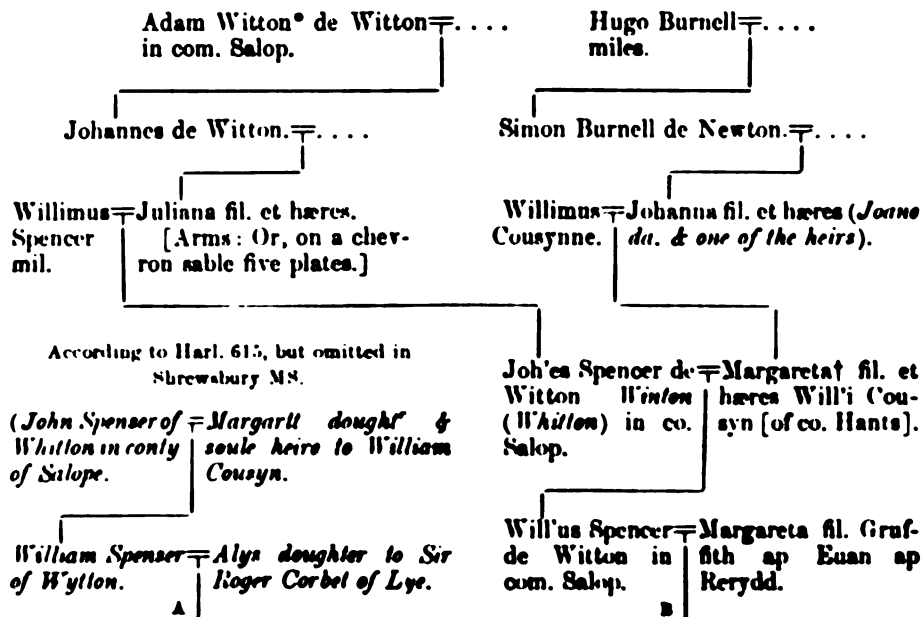 Adam Witton* de Witton = . . . .
in com. Salop.
Hugo Burnell = . . . .
miles.
Johannes de Witton. = . . . .
Simon Burnell de Newton. = . . . .
Willimus = Juliana fil. et hæres.
Spencer [Arms: Or, on a chev-
mil. ron sable five plates.]
Willimus = Johanna fil. et hæres (Joane
Cousynne. da. & one of the heirs).
According to Harl. 615, but omitted in
Shrewsbury MS.
(John Spenser of = Margartt dought' &
Whitton in conty soule heire to William
of Salope. Cousyn.
Joh'es Spencer de = Margareta† fil. et
Witton Winton hæres Will'i Cou-
(Whitton) in co. syn [of co. Hants].
Salop.
William Spenser = Alys doughter to Sir
of Wytton. Roger Corbet of Lye.
A
Will'us Spencer = Margareta fil. Gruf-
de Witton in fith ap Euan ap
com. Salop. Rerydd.
B